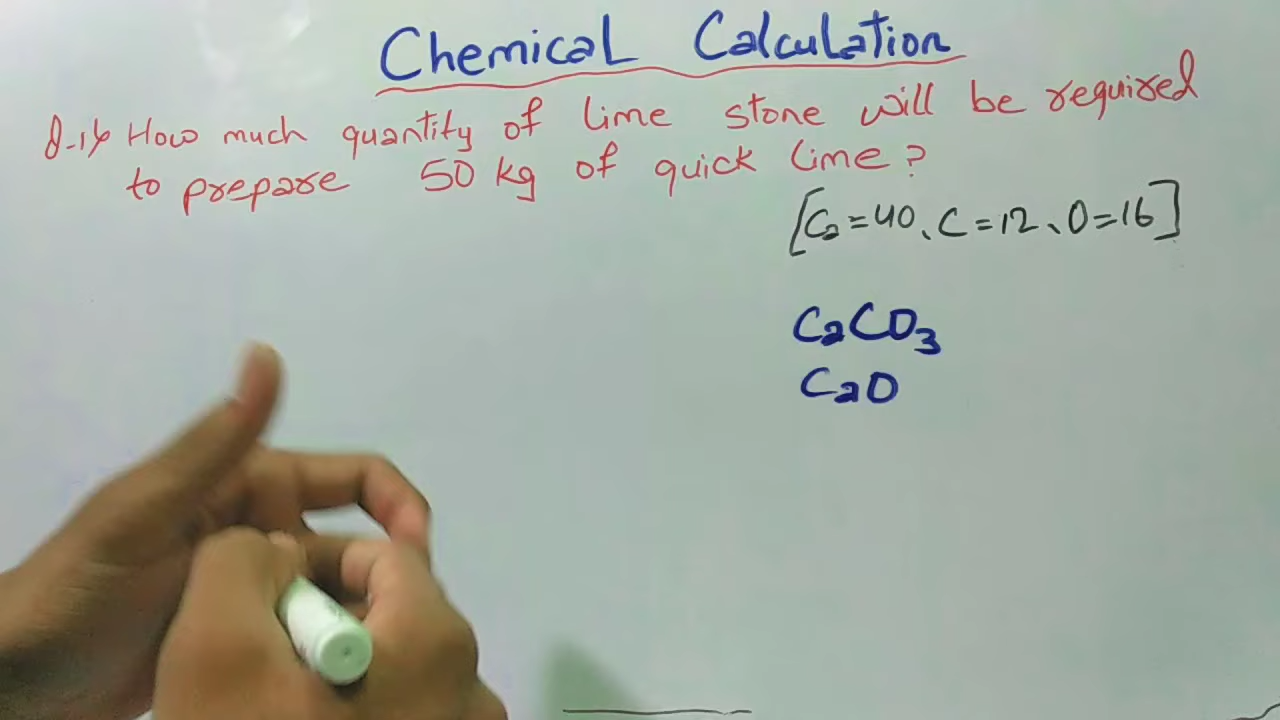 Chemical Calculation
Q-1} How much quantity of lime stone will be required
to prepare 50 kg of quick lime?
[Ca=40, C=12, O=16]
CaCO₃
CaO